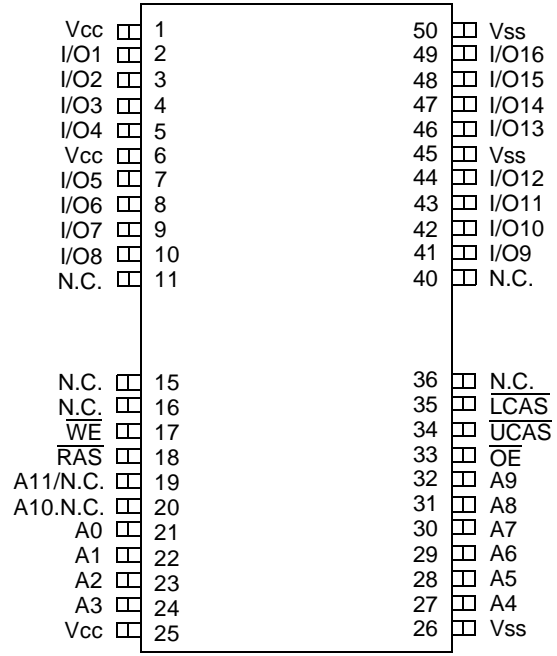 Vcc 1 50 Vss
I/O1 2 49 I/O16
I/O2 3 48 I/O15
I/O3 4 47 I/O14
I/O4 5 46 I/O13
Vcc 6 45 Vss
I/O5 7 44 I/O12
I/O6 8 43 I/O11
I/O7 9 42 I/O10
I/O8 10 41 I/O9
N.C. 11 40 N.C.
N.C. 15 36 N.C.
N.C. 16 35 LCAS
WE 17 34 UCAS
RAS 18 33 OE
A11/N.C. 19 32 A9
A10.N.C. 20 31 A8
A0 21 30 A7
A1 22 29 A6
A2 23 28 A5
A3 24 27 A4
Vcc 25 26 Vss